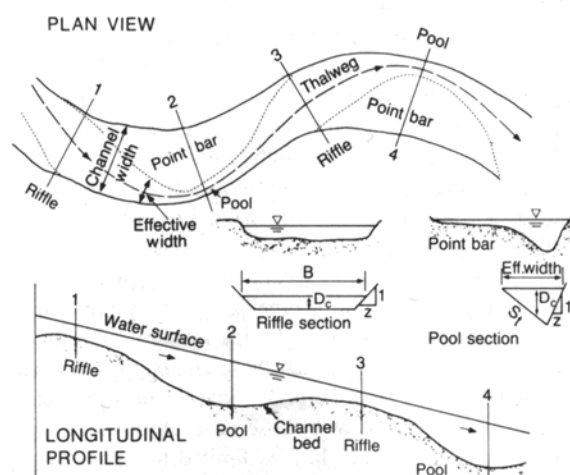 PLAN VIEW
1
2
3
Pool
Thalweg
Point bar
4
Riffle
Channel width
Point bar
Riffle
Effective width
Pool
Point bar
B
D_c
1
z
Riffle section
Eff. width
D_c
St
1
z
Pool section
1
Water surface
2
3
4
Riffle
Pool
Channel bed
Riffle
Pool
LONGITUDINAL
PROFILE